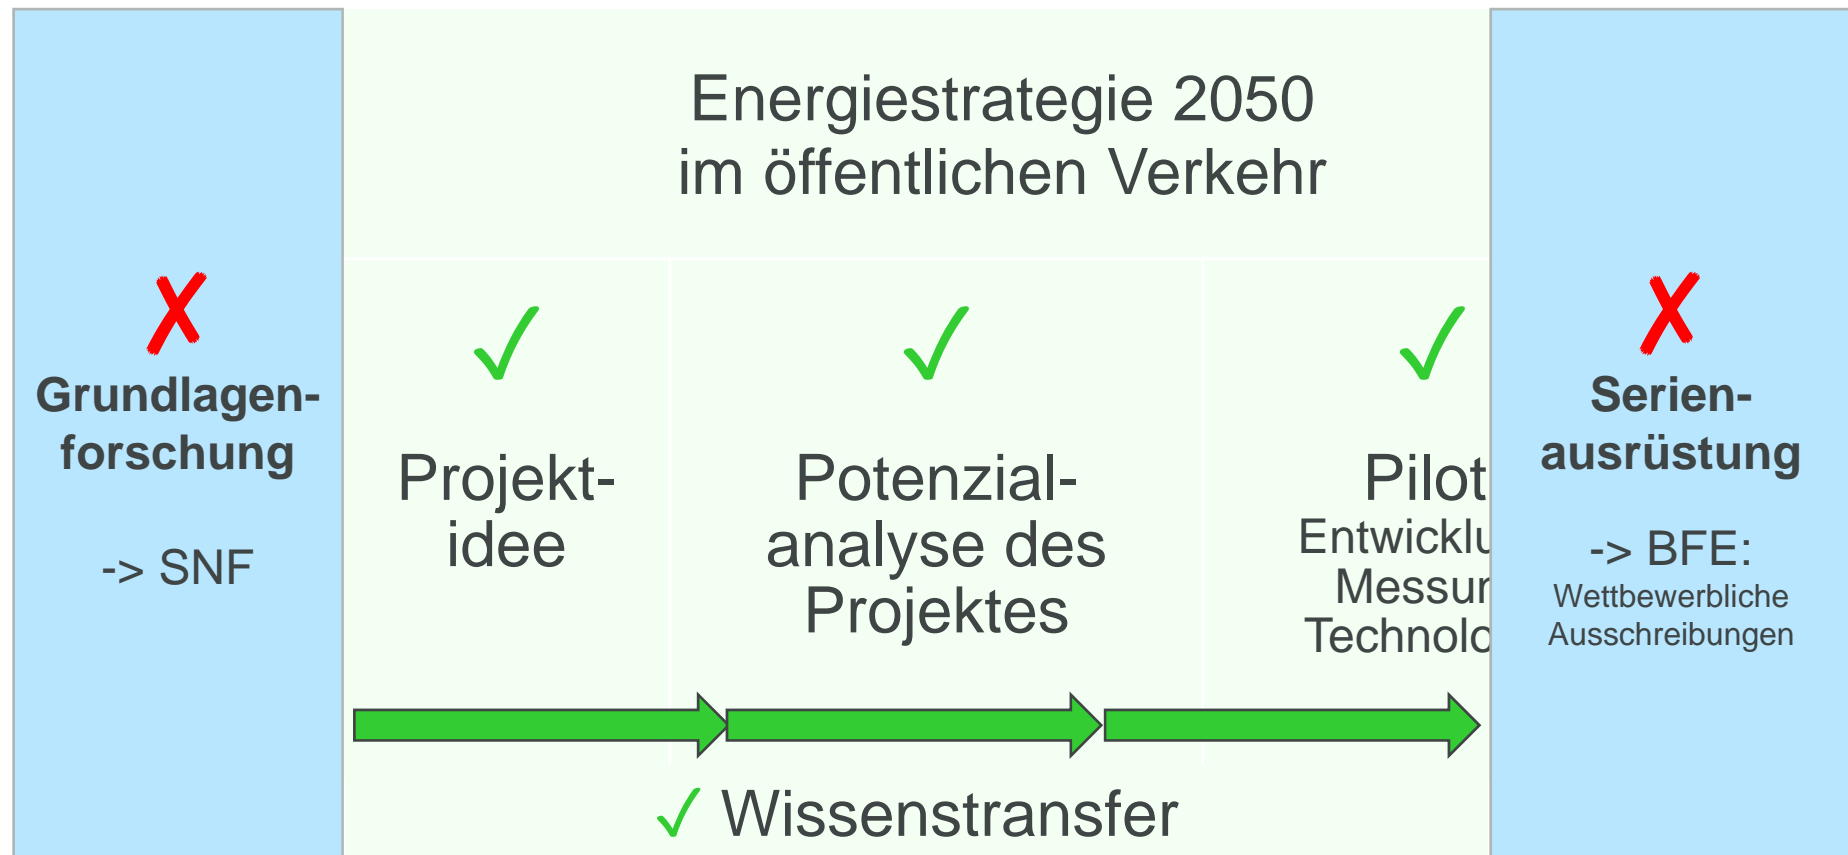 Energiestrategie 2050
im öffentlichen Verkehr
✗
Grundlagen-
forschung
-> SNF
✓
Projekt-
idee
✓
Potenzial-
analyse des
Projektes
✓
Pilot
✗
Serien-
ausrüstung
-> BFE:
Wettbewerbliche
Ausschreibungen
✓ Wissenstransfer